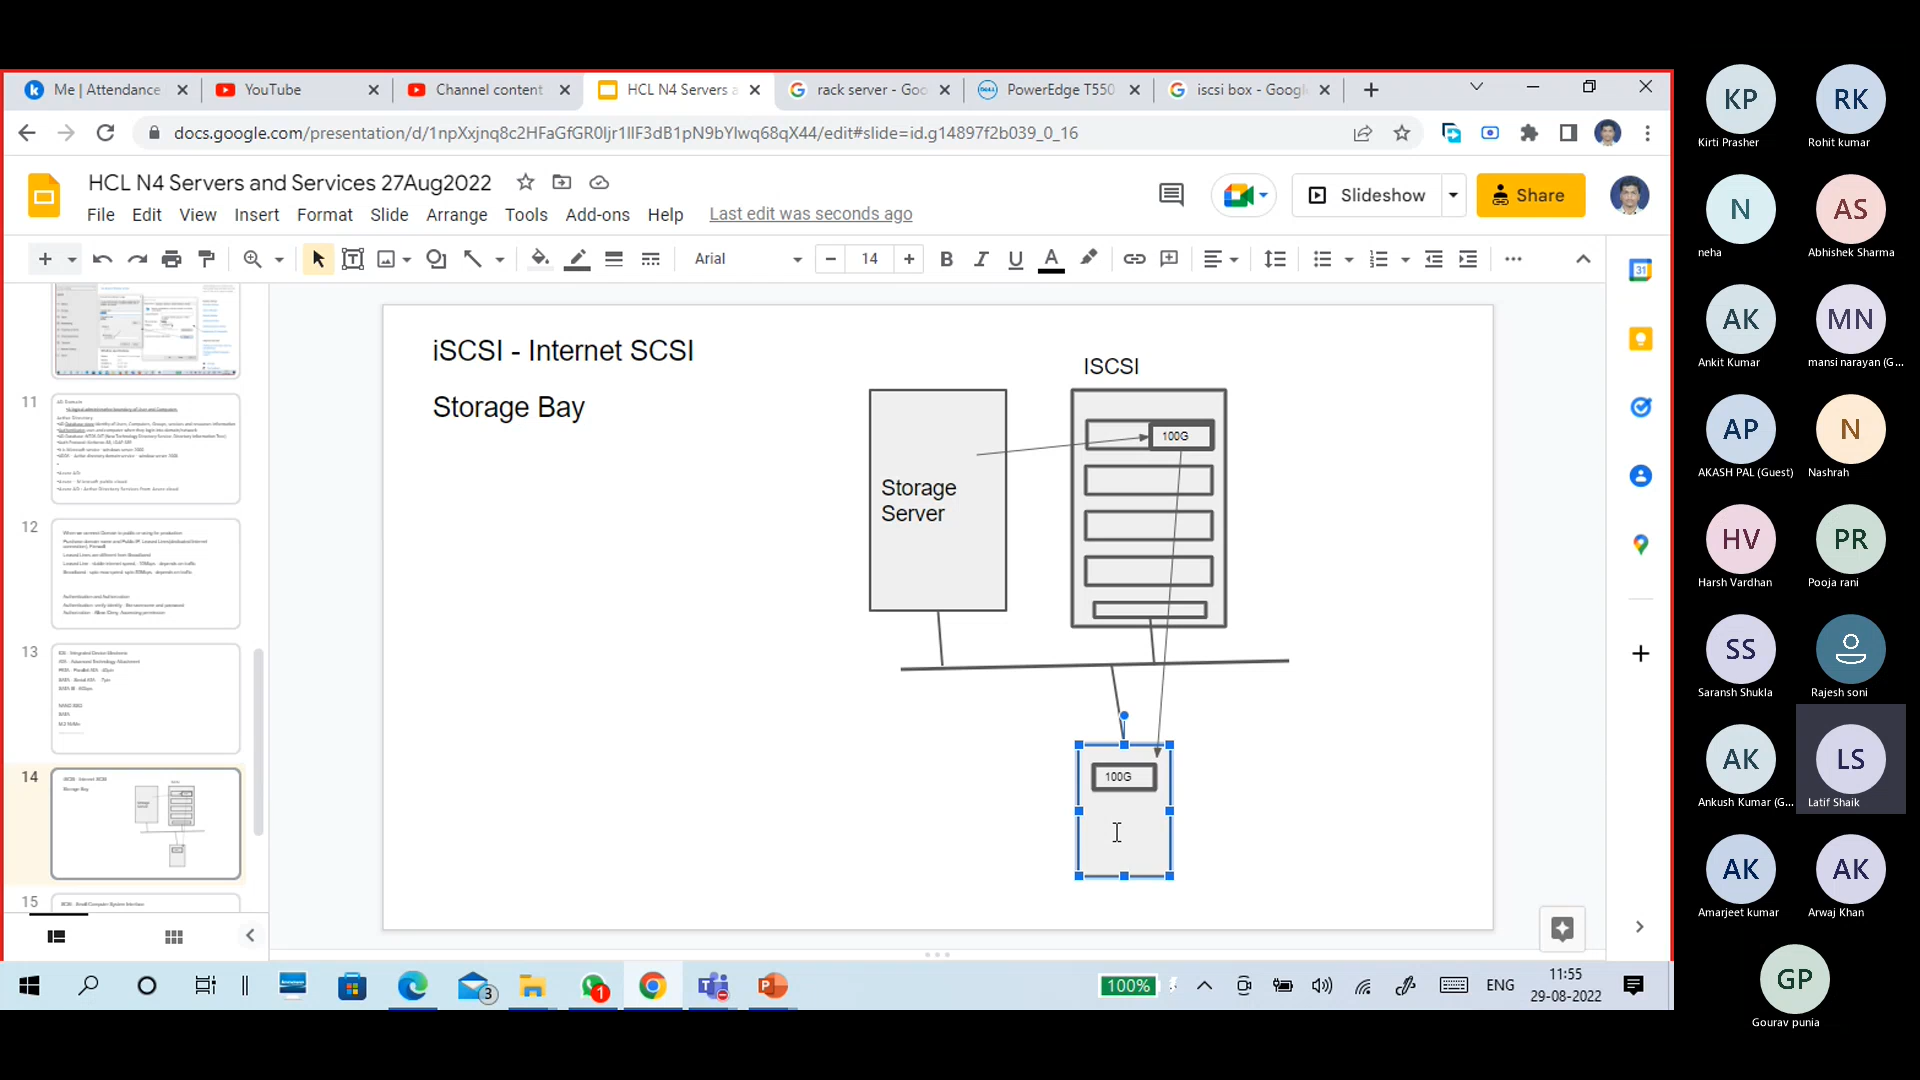 Me | Attendance
YouTube
Channel content
HCL N4 Servers a
rack server - Goo
PowerEdge T550
iscsi box - Google
docs.google.com/presentation/d/1npXxjnq8c2HFaGfGR0Ijr1IIF3dB1pN9bYlwq68qX44/edit#slide=id.g14897f2b039_0_16
HCL N4 Servers and Services 27Aug2022
File Edit View Insert Format Slide Arrange Tools Add-ons Help Last edit was seconds ago
Slideshow
Share
Arial
14
31
11
12
13
14
15
iSCSI - Internet SCSI
Storage Bay
ISCSI
100G
Storage
Server
100G
KP
Kirti Prasher
RK
Rohit kumar
N
neha
AS
Abhishek Sharma
AK
Ankit Kumar
MN
mansi narayan (G...
AP
AKASH PAL (Guest)
N
Nashrah
HV
Harsh Vardhan
PR
Pooja rani
SS
Saransh Shukla
Rajesh soni
AK
Ankush Kumar (G...
LS
Latif Shaik
AK
Amarjeet kumar
AK
Arwaj Khan
GP
Gourav punia
3
1
100%
ENG
11:55
29-08-2022